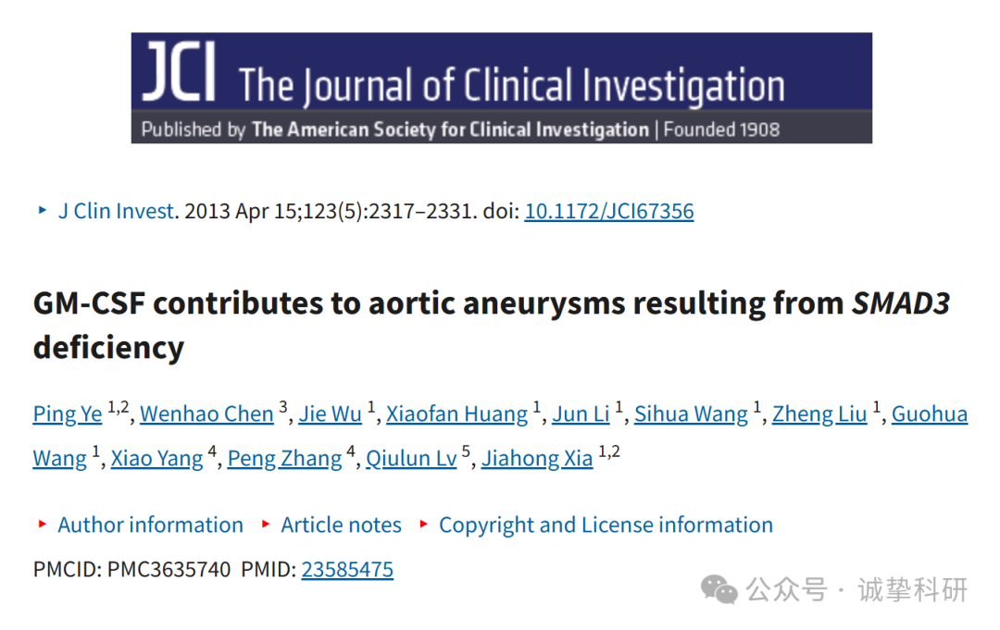 JCI The Journal of Clinical Investigation
Published by The American Society for Clinical Investigation | Founded 1908
‣ J Clin Invest. 2013 Apr 15;123(5):2317–2331. doi: 10.1172/JCI67356
GM-CSF contributes to aortic aneurysms resulting from SMAD3
deficiency
Ping Ye 1,2, Wenhao Chen 3, Jie Wu 1, Xiaofan Huang 1, Jun Li 1, Sihua Wang 1, Zheng Liu 1, Guohua
Wang 1, Xiao Yang 4, Peng Zhang 4, Qiulun Lv 5, Jiahong Xia 1,2
‣ Author information ‣ Article notes ‣ Copyright and License information
PMCID: PMC3635740 PMID: 23585475
公众号 · 诚挚科研